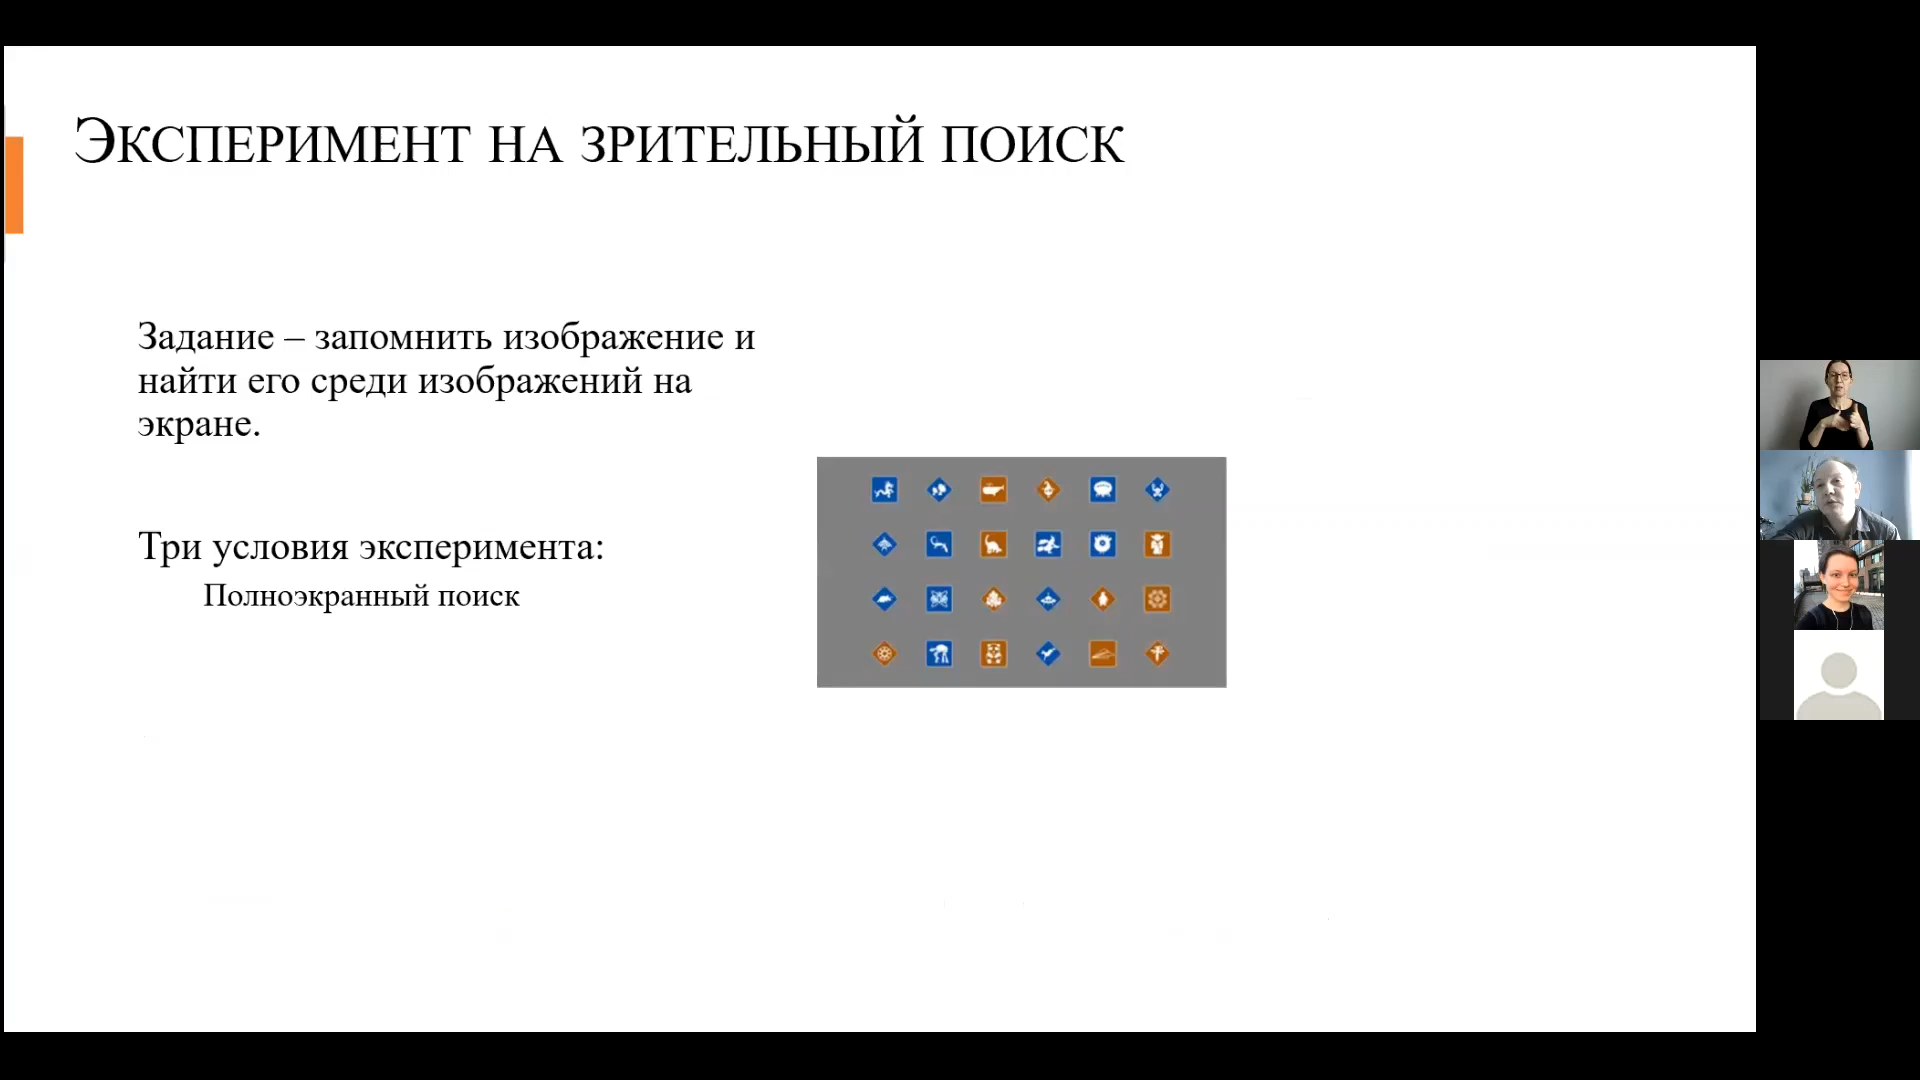 Эксперимент на зрительный поиск
Задание – запомнить изображение и
найти его среди изображений на
экране.
Три условия эксперимента:
Полноэкранный поиск